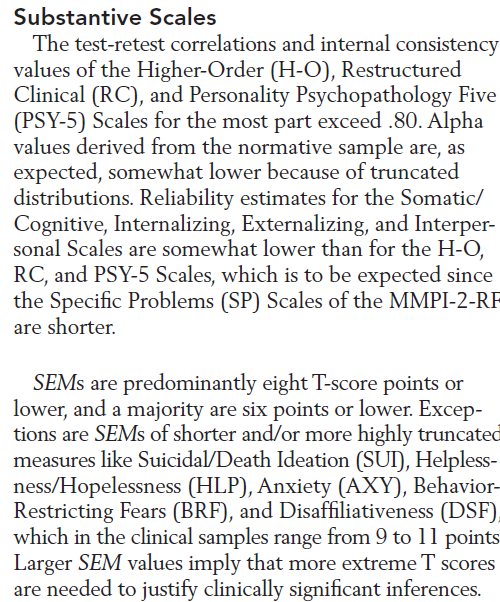 Substantive Scales
The test-retest correlations and internal consistency
values of the Higher-Order (H-O), Restructured
Clinical (RC), and Personality Psychopathology Five
(PSY-5) Scales for the most part exceed .80. Alpha
values derived from the normative sample are, as
expected, somewhat lower because of truncated
distributions. Reliability estimates for the Somatic/
Cognitive, Internalizing, Externalizing, and Interper-
sonal Scales are somewhat lower than for the H-O,
RC, and PSY-5 Scales, which is to be expected since
the Specific Problems (SP) Scales of the MMPI-2-RF
are shorter.
SEMs are predominantly eight T-score points or
lower, and a majority are six points or lower. Excep-
tions are SEMs of shorter and/or more highly truncated
measures like Suicidal/Death Ideation (SUI), Helpless-
ness/Hopelessness (HLP), Anxiety (AXY), Behavior-
Restricting Fears (BRF), and Disaffiliativeness (DSF),
which in the clinical samples range from 9 to 11 points
Larger SEM values imply that more extreme T scores
are needed to justify clinically significant inferences.